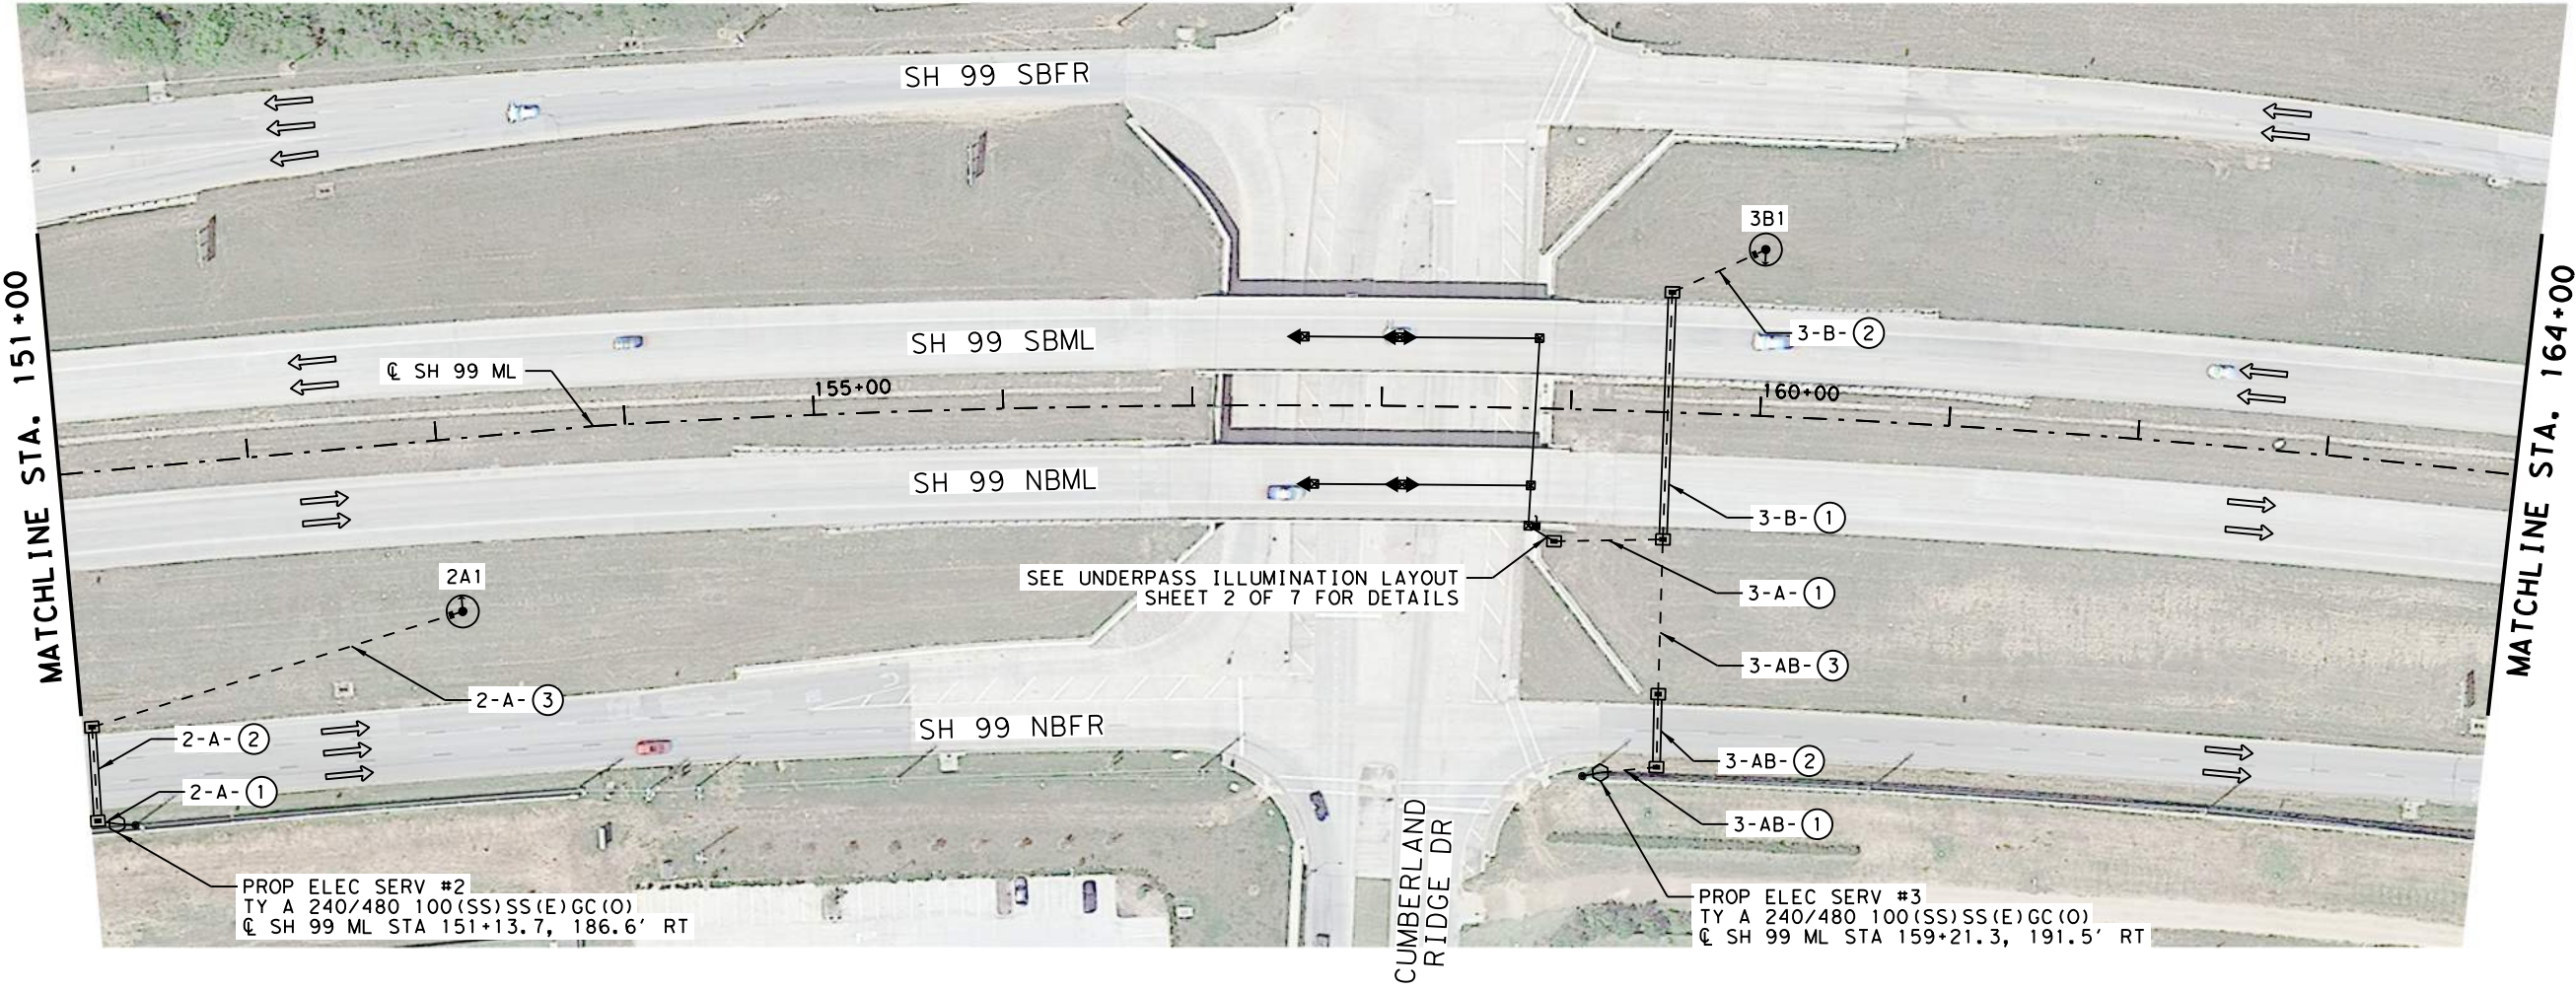 SH 99 SBFR
3B1
MATCHLINE STA. 151+00
MATCHLINE STA. 164+00
SH 99 SBML
3-B-2
℄ SH 99 ML
155+00
160+00
SH 99 NBML
3-B-1
2A1
SEE UNDERPASS ILLUMINATION LAYOUT
SHEET 2 OF 7 FOR DETAILS
3-A-1
3-AB-3
2-A-3
SH 99 NBFR
2-A-2
3-AB-2
2-A-1
3-AB-1
CUMBERLAND
RIDGE DR
PROP ELEC SERV #2
TY A 240/480 100(SS)SS(E)GC(O)
℄ SH 99 ML STA 151+13.7, 186.6' RT
PROP ELEC SERV #3
TY A 240/480 100(SS)SS(E)GC(O)
℄ SH 99 ML STA 159+21.3, 191.5' RT